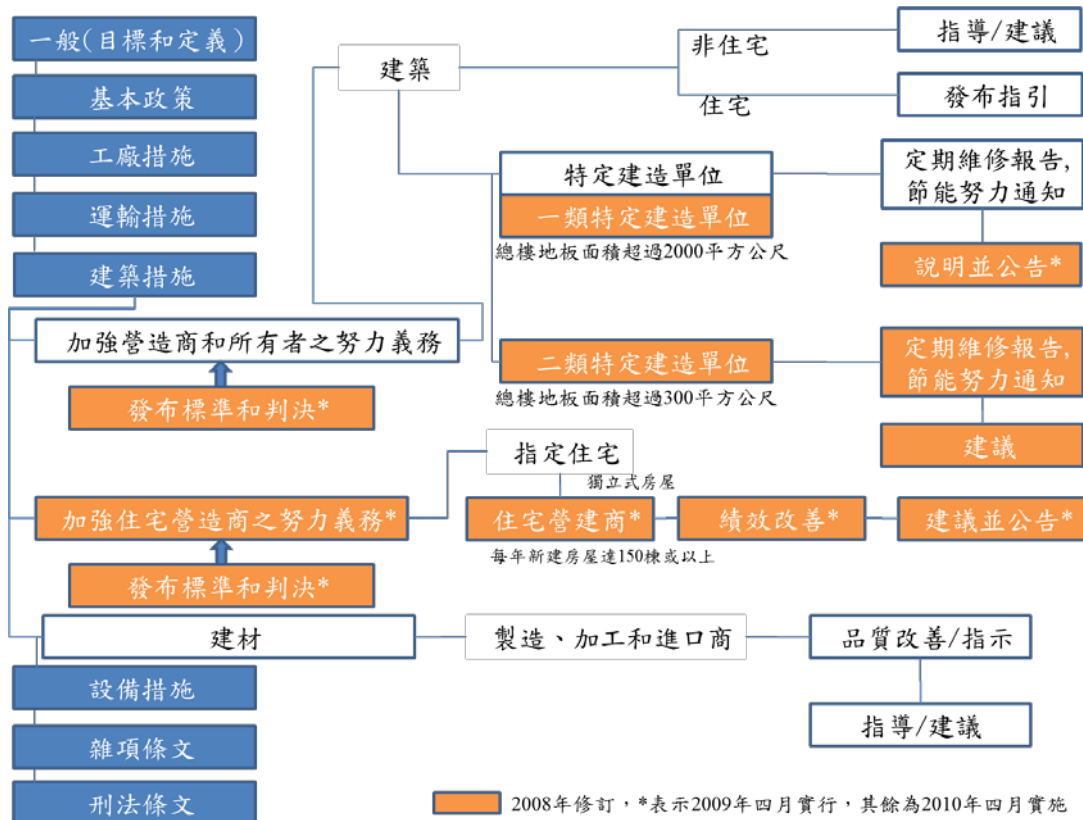 一般(目標和定義)
基本政策
工廠措施
運輸措施
建築措施
建築
非住宅
住宅
指導/建議
發布指引
特定建造單位
一類特定建造單位
總樓地板面積超過2000平方公尺
定期維修報告,
節能努力通知
說明並公告*
加強營造商和所有者之努力義務
發布標準和判決*
二類特定建造單位
總樓地板面積超過300平方公尺
定期維修報告,
節能努力通知
建議
指定住宅
獨立式房屋
加強住宅營造商之努力義務*
發布標準和判決*
住宅營建商*
每年新建房屋達150棟或以上
績效改善*
建議並公告*
建材
製造、加工和進口商
品質改善/指示
指導/建議
設備措施
雜項條文
刑法條文
2008年修訂，*表示2009年四月實行，其餘為2010年四月實施